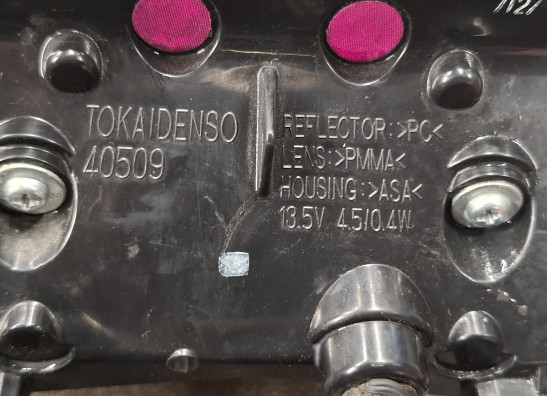 TOKAIDENSO
40509
REFLECTOR:>PC<
LENS:>PMMA<
HOUSING:>ASA<
13.5V 4.5/0.4W